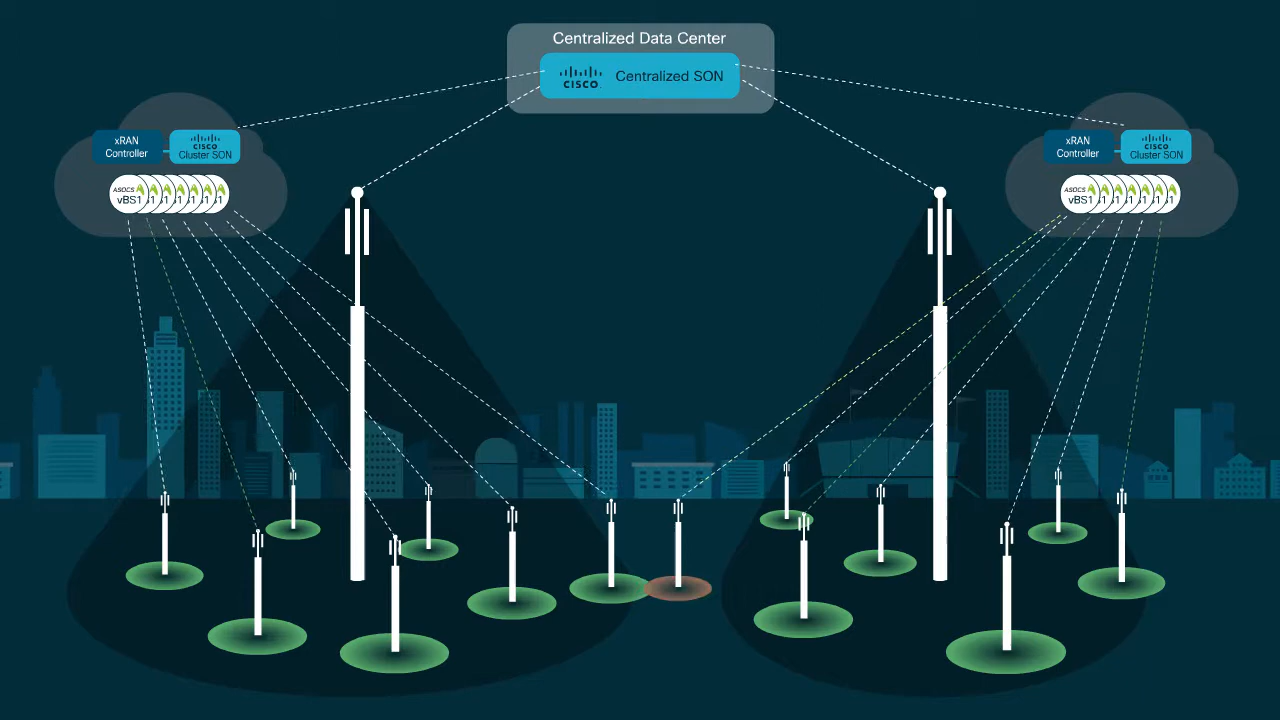 Centralized Data Center
CISCO
Centralized SON
xRAN
Controller
CISCO
Cluster SON
ASOCS
vBS1
xRAN
Controller
CISCO
Cluster SON
ASOCS
vBS1